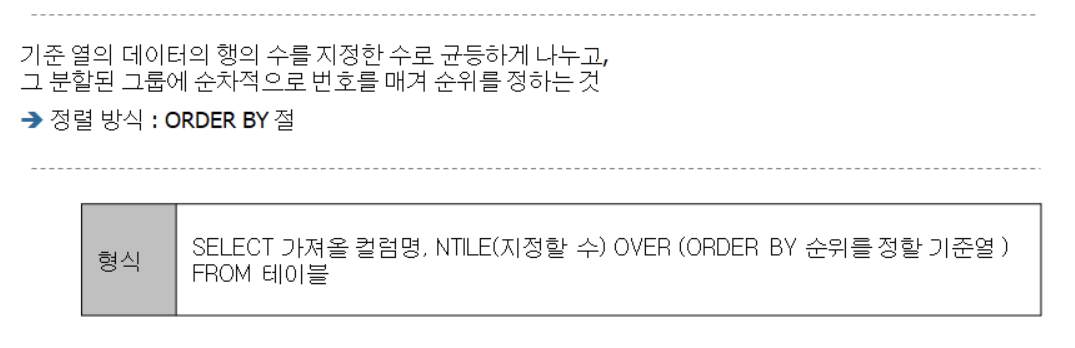 기준 열의 데이터의 행의 수를 지정한 수로 균등하게 나누고,
그 분할된 그룹에 순차적으로 번호를 매겨 순위를 정하는 것
➔ 정렬 방식 : ORDER BY 절
형식
SELECT 가져올 컬럼명, NTILE(지정할 수) OVER (ORDER BY 순위를 정할 기준열 )
FROM 테이블